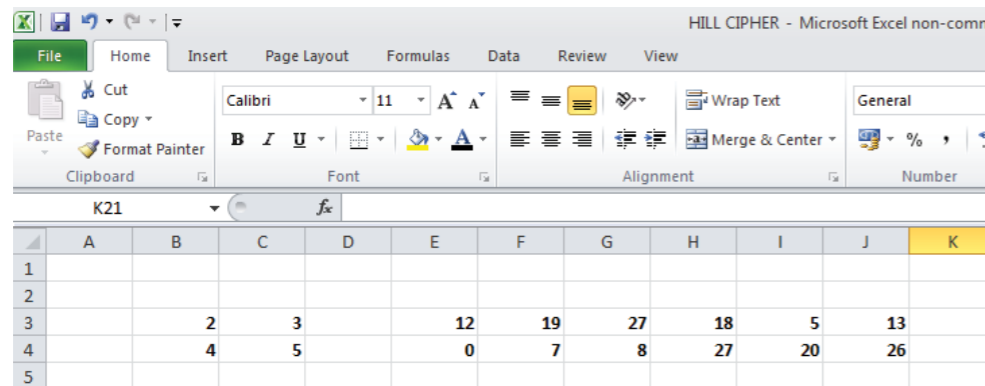 HILL CIPHER - Microsoft Excel non-comm
File Home Insert Page Layout Formulas Data Review View
Cut Calibri 11 A A Wrap Text General
Copy
Paste Format Painter B I U A Merge & Center % ,
Clipboard Font Alignment Number
K21 fx
A B C D E F G H I J K
1
2
3 2 3 12 19 27 18 5 13
4 4 5 0 7 8 27 20 26
5